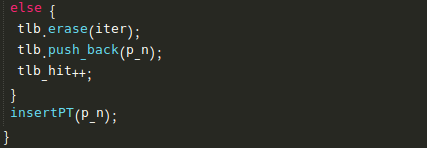 else {
tlb.erase(iter);
tlb.push_back(p_n);
tlb_hit++;
}
insertPT(p_n);
}